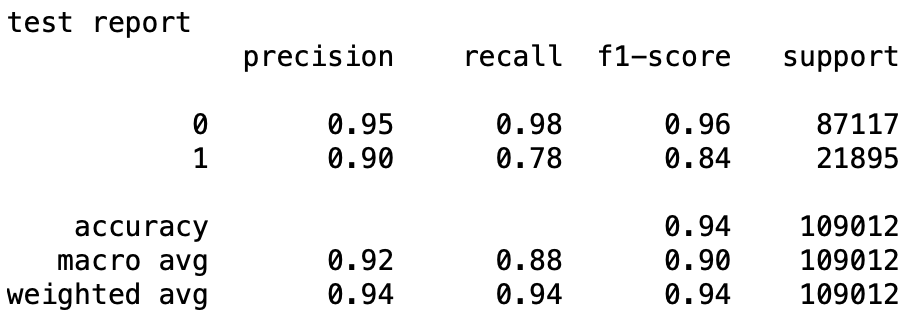 test report
precision recall f1-score support
0 0.95 0.98 0.96 87117
1 0.90 0.78 0.84 21895
accuracy 0.94 109012
macro avg 0.92 0.88 0.90 109012
weighted avg 0.94 0.94 0.94 109012